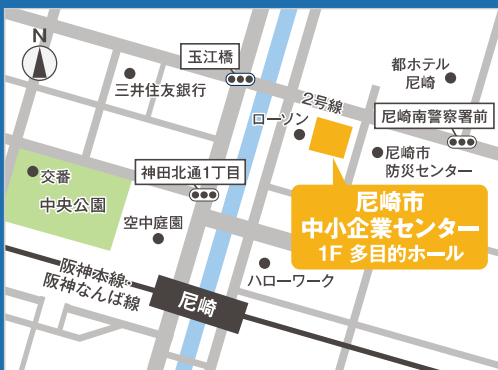 N
玉江橋
三井住友銀行
都ホテル
尼崎
2号線
ローソン
尼崎南警察署前
尼崎市
防災センター
交番
中央公園
神田北通1丁目
空中庭園
尼崎市
中小企業センター
1F 多目的ホール
阪神本線・
阪神なんば線
尼崎
ハローワーク